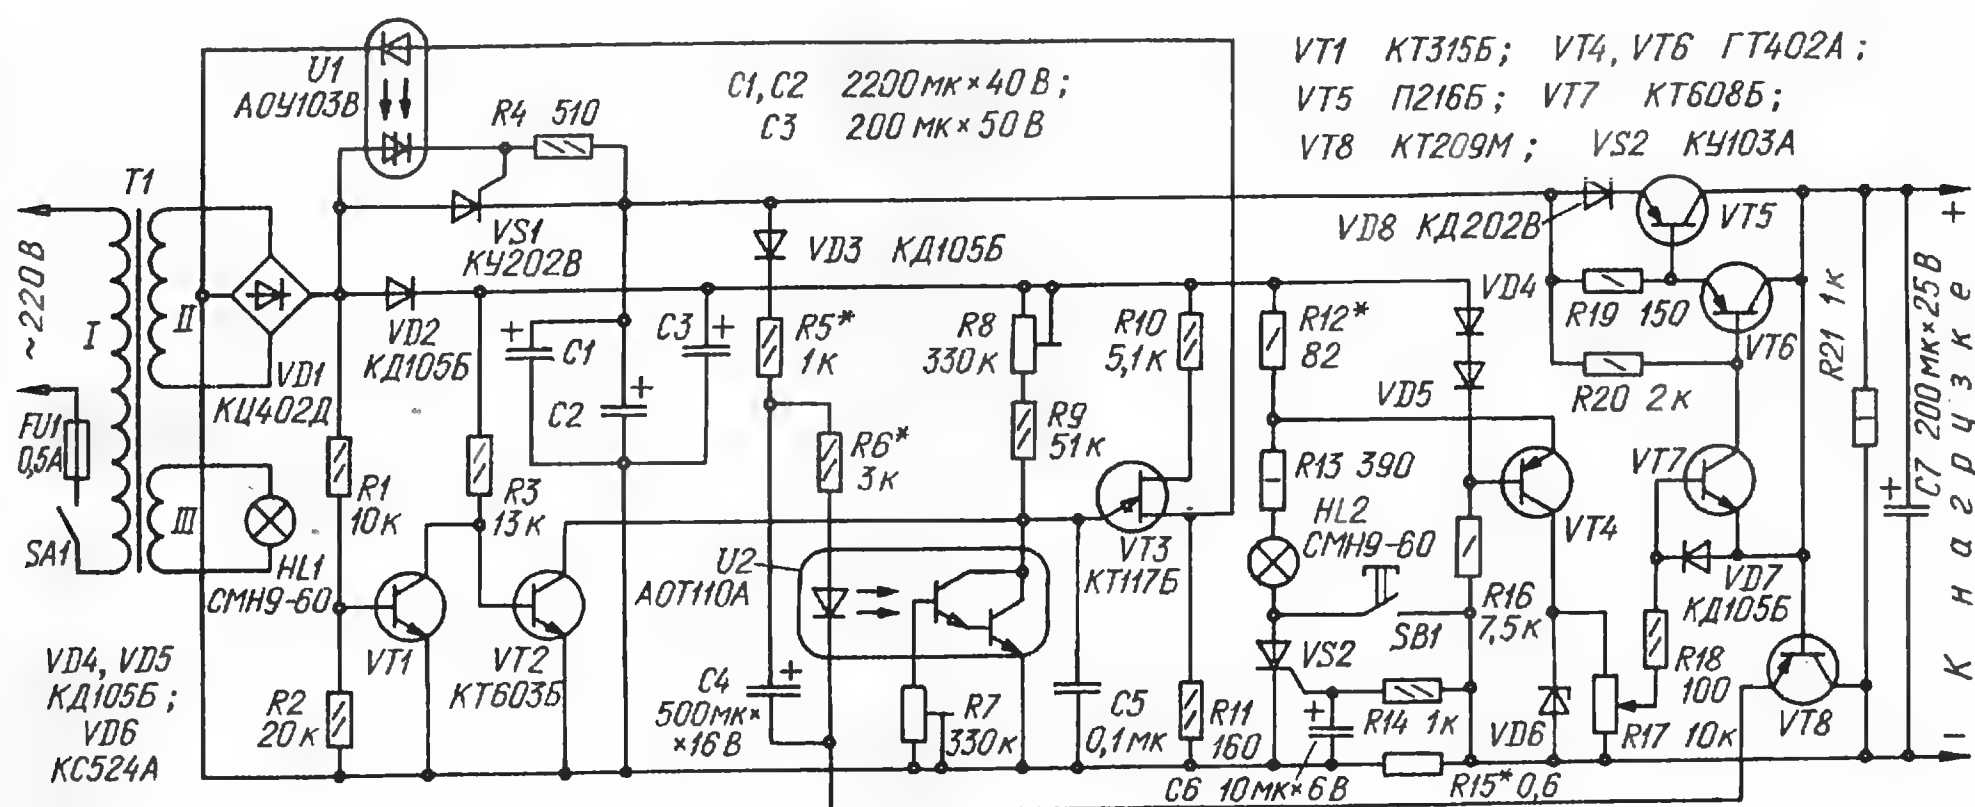 VT1 КТ315Б; VT4, VT6 ГТ402А;
VT5 П216Б; VT7 КТ608Б;
VT8 КТ209М; VS2 КУ103А
C1, C2 2200 мк × 40 В;
C3 200 мк × 50 В
U1
АОУ103В
R4 510
T1
~220В
I
II
III
FU1
0,5А
SA1
VS1
КУ202В
VD1
КЦ402Д
VD2
КД105Б
VD3 КД105Б
VD8 КД202В
VT5
R19 150
VT6
R20 2к
R21 1к
C7 200мк×25В
+
К нагрузке
−
+
C1
C2
+
C3 +
R5*
1к
R6*
3к
R8
330к
R9
51к
R10
5,1к
R12*
82
VD4
VD5
R1
10к
R3
13к
HL1
СМН9-60
VT1
VT2
КТ603Б
R2
20к
U2
АОТ110А
VT3
КТ117Б
R13 390
HL2
СМН9-60
VT4
VT7
VD7
КД105Б
SB1
R16
7,5к
VS2
R18
100
VT8
VD4, VD5
КД105Б;
VD6
КС524А
C4 +
500мк×
×16В
R7
330к
C5
0,1мк
R11
160
+
R14 1к
VD6
R17 10к
C6 10мк×6В
R15* 0,6